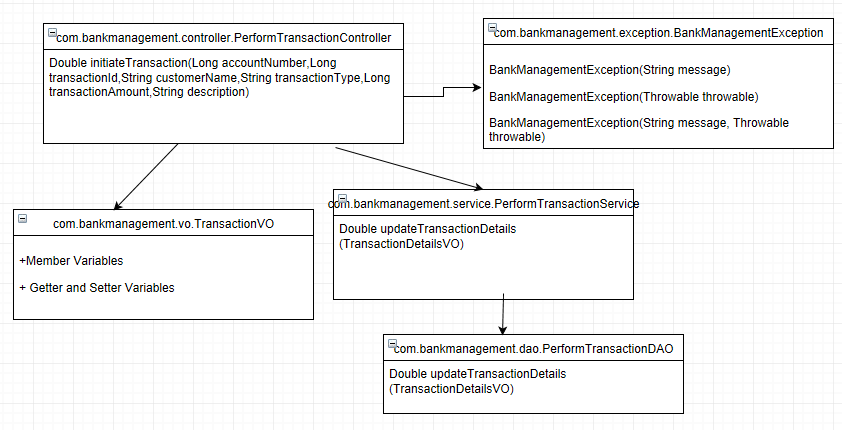 com.bankmanagement.controller.PerformTransactionController
Double initiateTransaction(Long accountNumber,Long
transactionId,String customerName,String transactionType,Long
transactionAmount,String description)
com.bankmanagement.exception.BankManagementException
BankManagementException(String message)
BankManagementException(Throwable throwable)
BankManagementException(String message, Throwable
throwable)
com.bankmanagement.vo.TransactionVO
+Member Variables
+ Getter and Setter Variables
com.bankmanagement.service.PerformTransactionService
Double updateTransactionDetails
(TransactionDetailsVO)
com.bankmanagement.dao.PerformTransactionDAO
Double updateTransactionDetails
(TransactionDetailsVO)